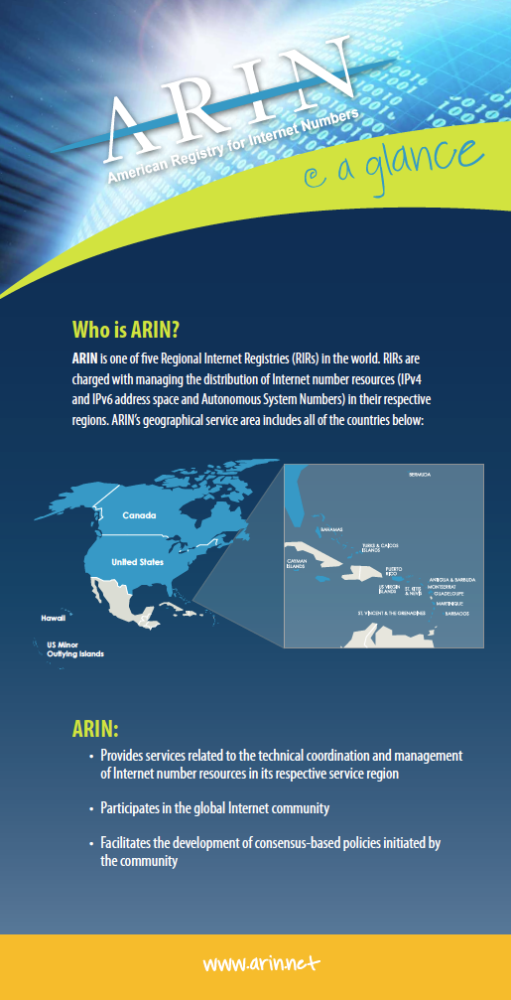 ARIN
American Registry for Internet Numbers
@ a glance
Who is ARIN?
ARIN is one of five Regional Internet Registries (RIRs) in the world. RIRs are
charged with managing the distribution of Internet number resources (IPv4
and IPv6 address space and Autonomous System Numbers) in their respective
regions. ARIN's geographical service area includes all of the countries below:
Canada
United States
Hawaii
US Minor
Outlying Islands
BERMUDA
BAHAMAS
TURKS & CAICOS
ISLANDS
CAYMAN
ISLANDS
PUERTO
RICO
US VIRGIN
ISLANDS
ST. KITTS
& NEVIS
ANTIGUA & BARBUDA
MONTSERRAT
GUADELOUPE
MARTINIQUE
ST. VINCENT & THE GRENADINES
BARBADOS
ARIN:
• Provides services related to the technical coordination and management
of Internet number resources in its respective service region
• Participates in the global Internet community
• Facilitates the development of consensus-based policies initiated by
the community
www.arin.net